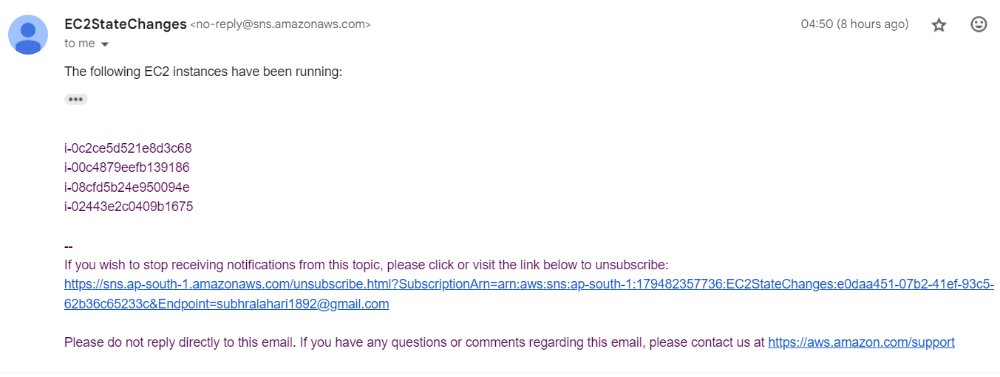 EC2StateChanges <no-reply@sns.amazonaws.com> 04:50 (8 hours ago)
to me
The following EC2 instances have been running:
i-0c2ce5d521e8d3c68
i-00c4879eefb139186
i-08cfd5b24e950094e
i-02443e2c0409b1675
--
If you wish to stop receiving notifications from this topic, please click or visit the link below to unsubscribe:
https://sns.ap-south-1.amazonaws.com/unsubscribe.html?SubscriptionArn=arn:aws:sns:ap-south-1:179482357736:EC2StateChanges:e0daa451-07b2-41ef-93c5-
62b36c65233c&Endpoint=subhralahari1892@gmail.com
Please do not reply directly to this email. If you have any questions or comments regarding this email, please contact us at https://aws.amazon.com/support